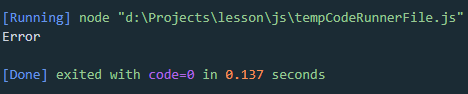 [Running] node "d:\Projects\lesson\js\tempCodeRunnerFile.js"
Error
[Done] exited with code=0 in 0.137 seconds